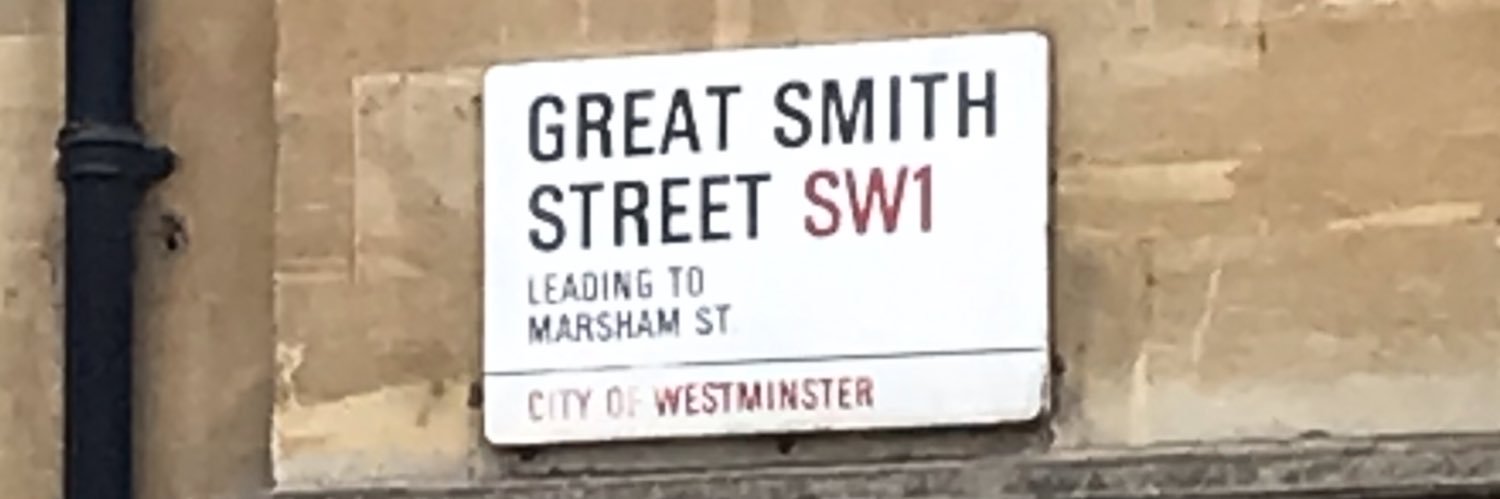 GREAT SMITH
STREET SW1
LEADING TO
MARSHAM ST
CITY OF WESTMINSTER